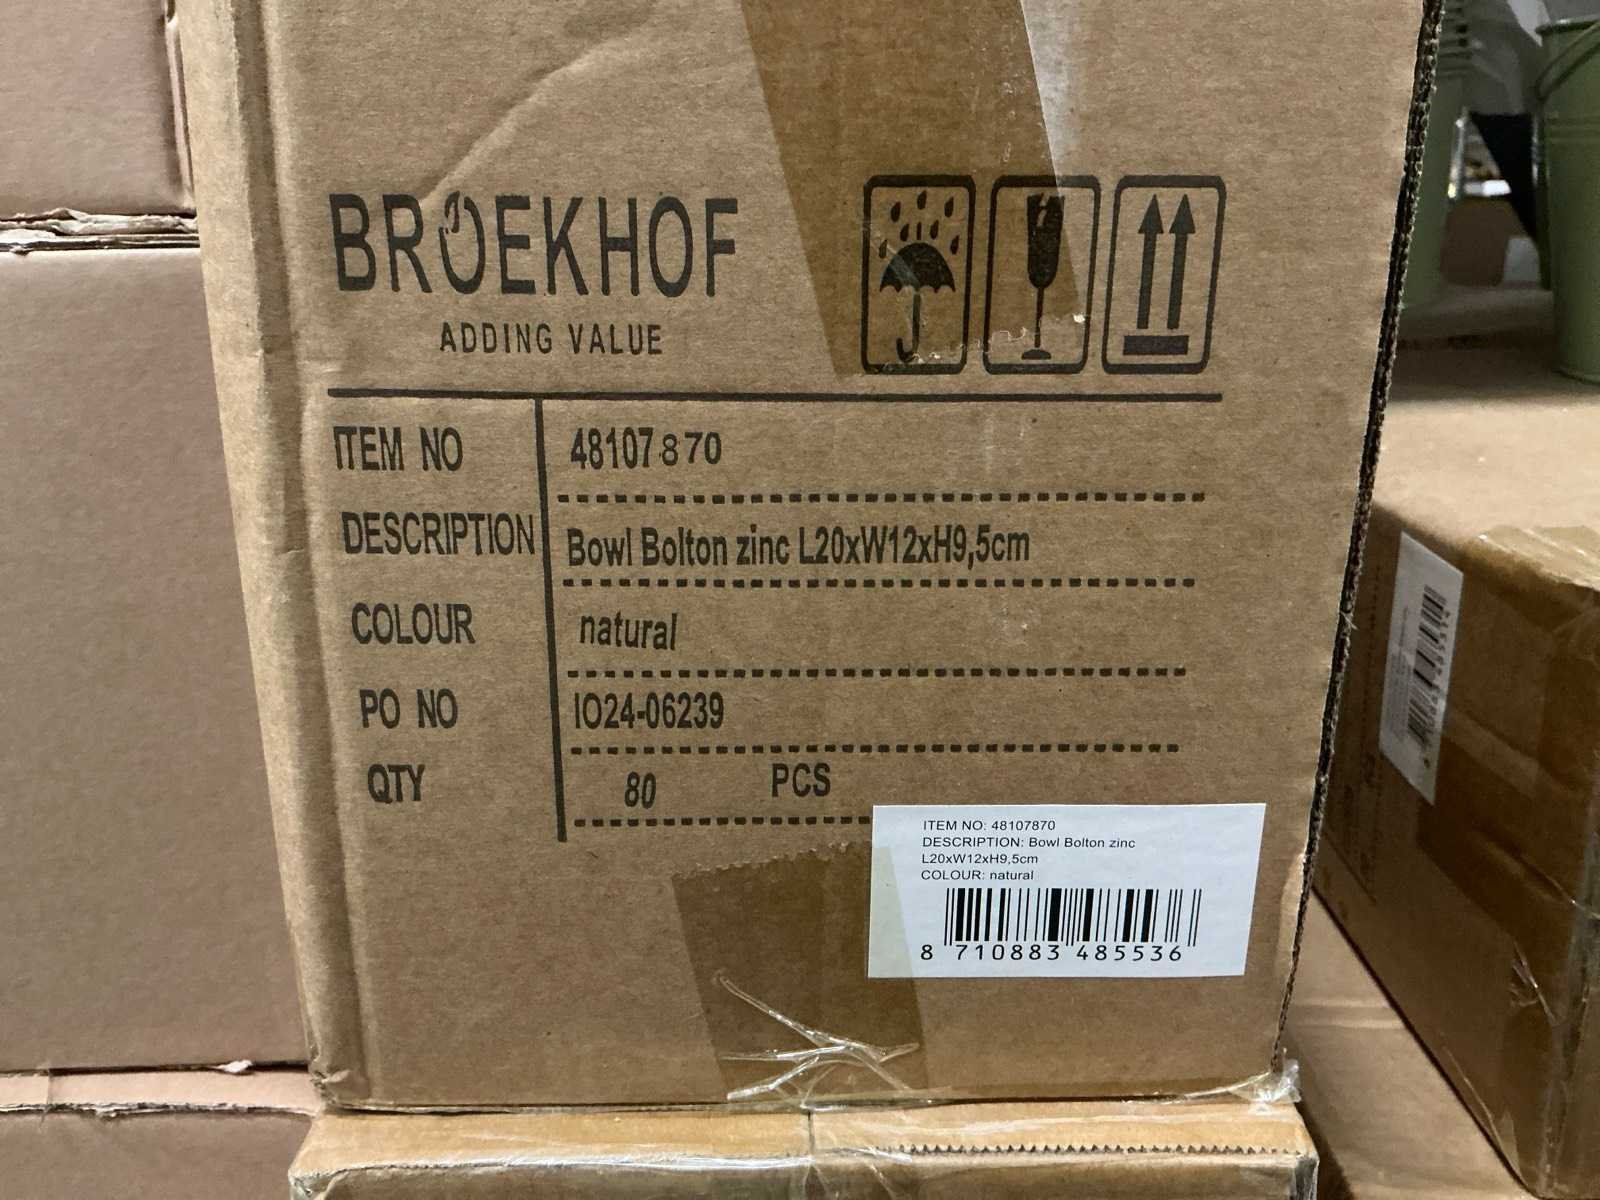 BROEKHOF
ADDING VALUE
ITEM NO 48107870
DESCRIPTION Bowl Bolton zinc L20xW12xH9,5cm
COLOUR natural
PO NO IO24-06239
QTY 80 PCS
ITEM NO: 48107870
DESCRIPTION: Bowl Bolton zinc
L20xW12xH9,5cm
COLOUR: natural
8 710883 485536